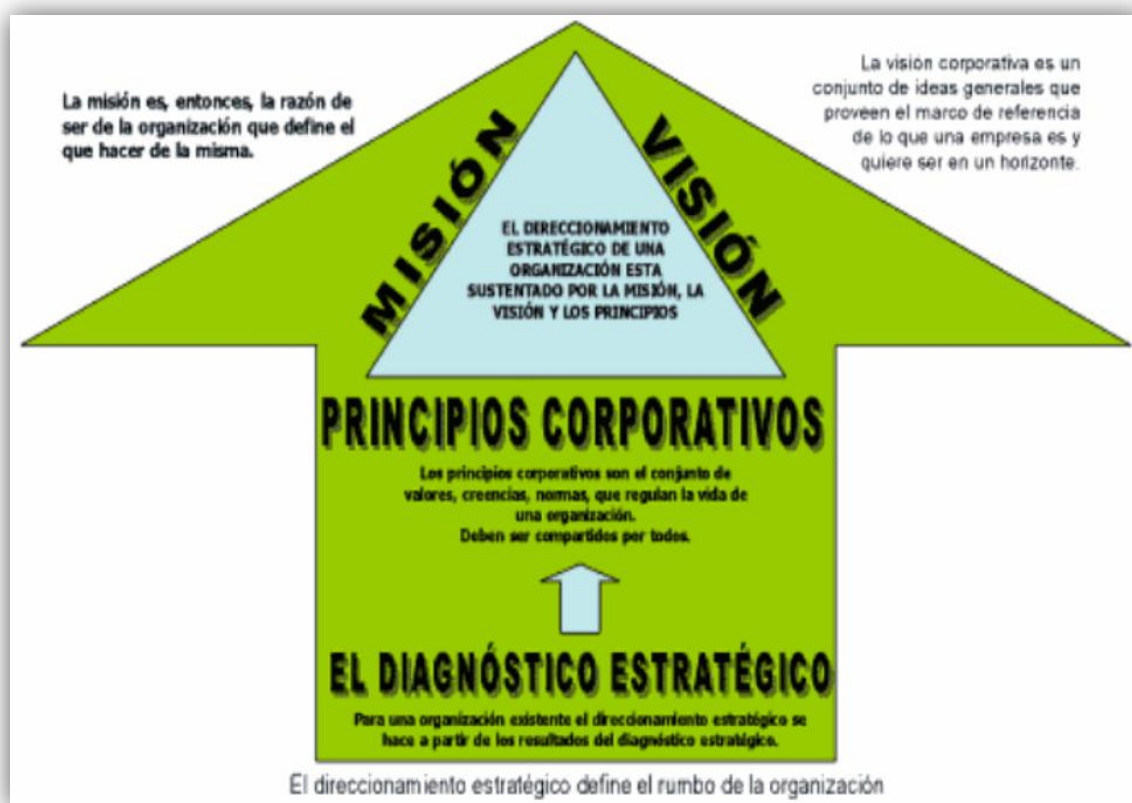 La misión es, entonces, la razón de
ser de la organización que define el
que hacer de la misma.
La visión corporativa es un
conjunto de ideas generales que
proveen el marco de referencia
de lo que una empresa es y
quiere ser en un horizonte.
MISIÓN
VISIÓN
EL DIRECCIONAMIENTO
ESTRATÉGICO DE UNA
ORGANIZACIÓN ESTA
SUSTENTADO POR LA MISIÓN, LA
VISIÓN Y LOS PRINCIPIOS
PRINCIPIOS CORPORATIVOS
Los principios corporativos son el conjunto de
valores, creencias, normas, que regulan la vida de
una organización.
Deben ser compartidos por todos.
EL DIAGNÓSTICO ESTRATÉGICO
Para una organización existente el direccionamiento estratégico se
hace a partir de los resultados del diagnóstico estratégico.
El direccionamiento estratégico define el rumbo de la organización